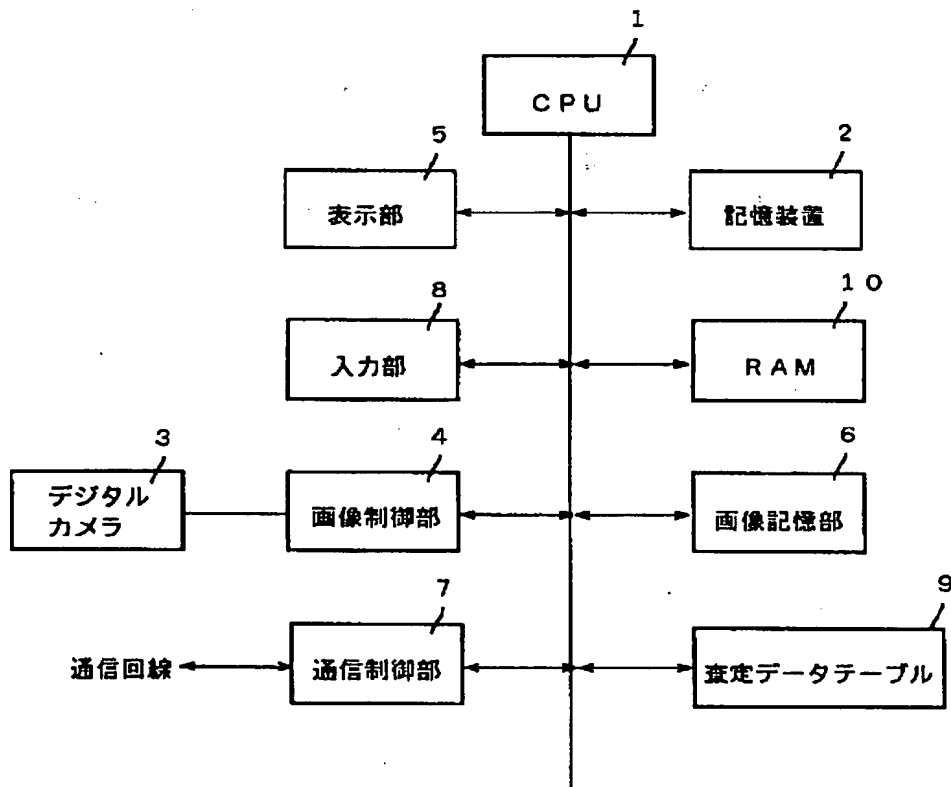 1
CPU
5
表示部
2
記憶装置
8
入力部
10
RAM
3
デジタル
カメラ
4
画像制御部
6
画像記憶部
7
通信回線
通信制御部
9
査定データテーブル